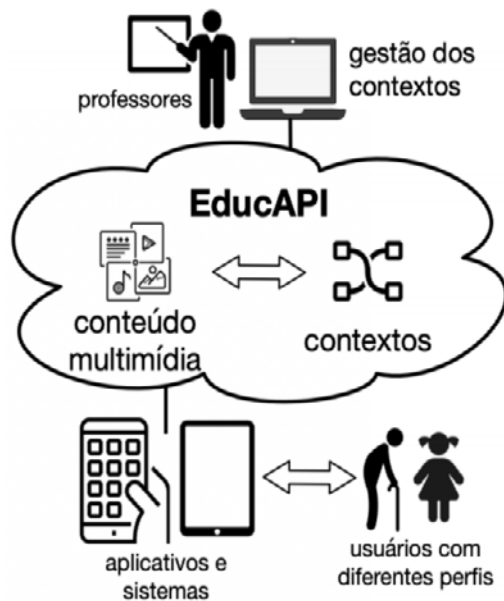 professores
gestão dos
contextos
EducAPI
conteúdo
multimídia
contextos
aplicativos e
sistemas
usuários com
diferentes perfis